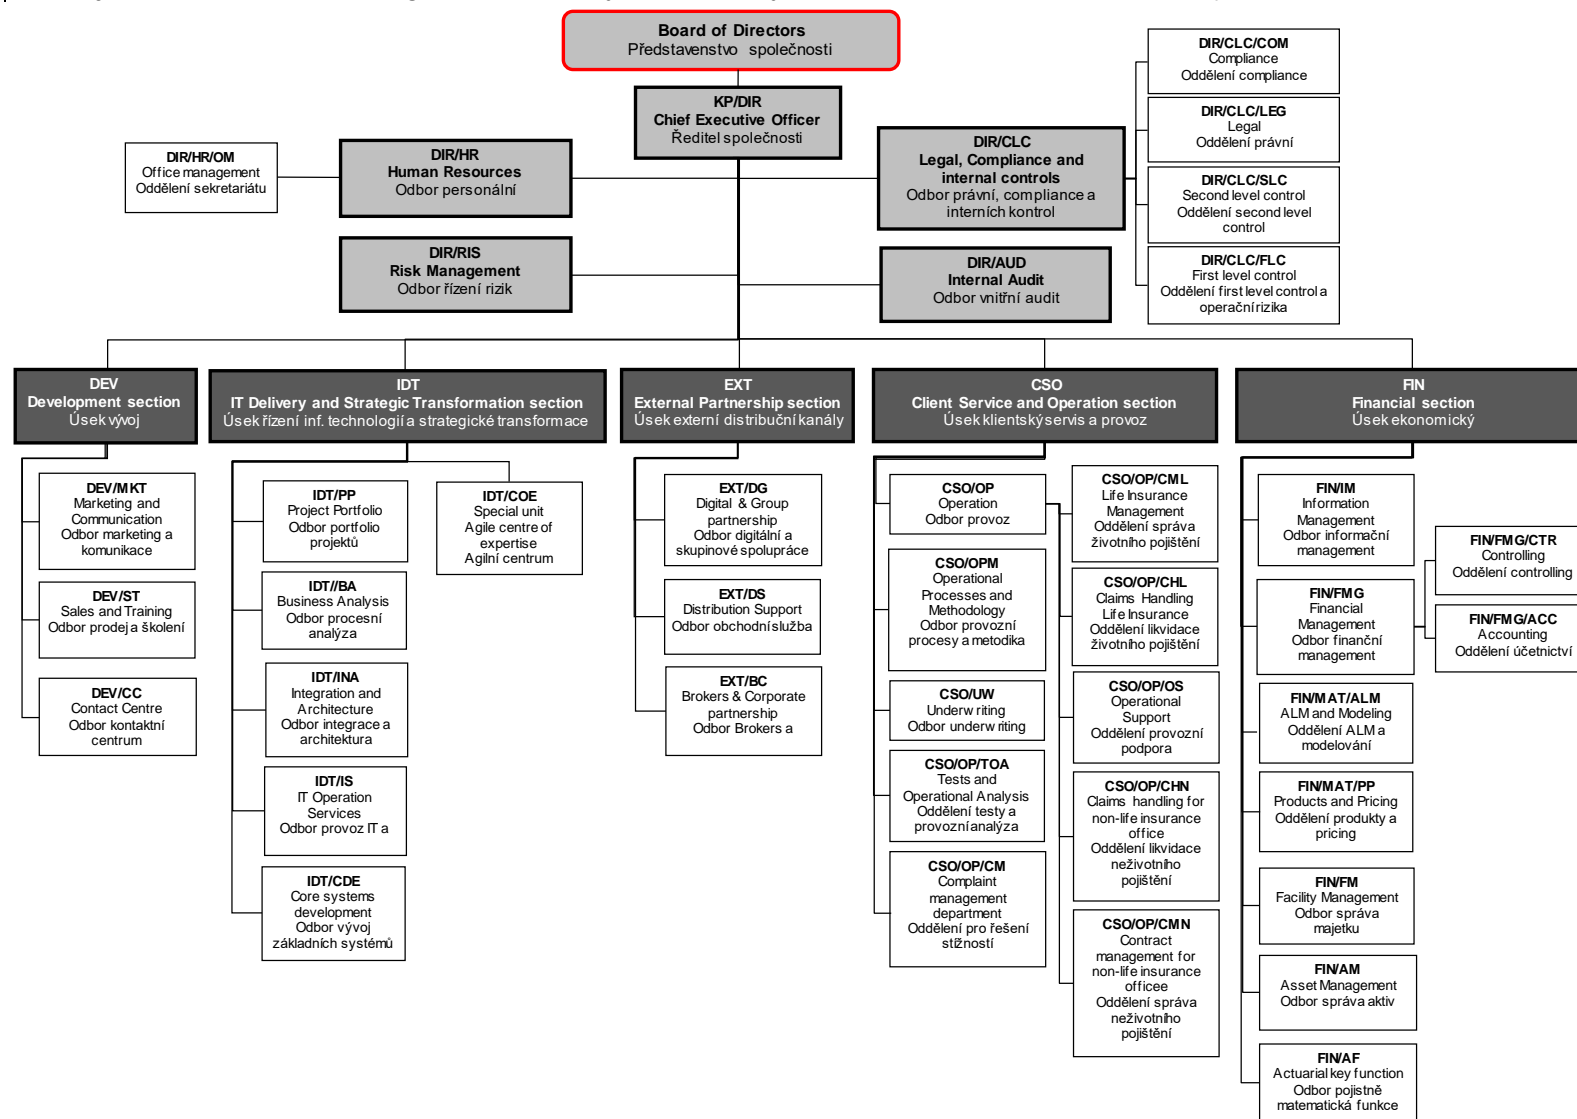 Board of Directors
Představenstvo společnosti
KP/DIR
Chief Executive Officer
Ředitel společnosti
DIR/HR/OM
Office management
Oddělení sekretariátu
DIR/HR
Human Resources
Odbor personální
DIR/CLC
Legal, Compliance and
internal controls
Odbor právní, compliance a
interních kontrol
DIR/CLC/COM
Compliance
Oddělení compliance
DIR/CLC/LEG
Legal
Oddělení právní
DIR/CLC/SLC
Second level control
Oddělení second level
control
DIR/CLC/FLC
First level control
Oddělení first level control a
operační rizika
DIR/RIS
Risk Management
Odbor řízení rizik
DIR/AUD
Internal Audit
Odbor vnitřní audit
DEV
Development section
Úsek vývoj
IDT
IT Delivery and Strategic Transformation section
Úsek řízení inf. technologií a strategické transformace
EXT
External Partnership section
Úsek externí distribuční kanály
CSO
Client Service and Operation section
Úsek klientský servis a provoz
FIN
Financial section
Úsek ekonomický
DEV/MKT
Marketing and
Communication
Odbor marketing a
komunikace
DEV/ST
Sales and Training
Odbor prodej a školení
DEV/CC
Contact Centre
Odbor kontaktní
centrum
IDT/PP
Project Portfolio
Odbor portfolio
projektů
IDT//BA
Business Analysis
Odbor procesní
analýza
IDT/INA
Integration and
Architecture
Odbor integrace a
architektura
IDT/IS
IT Operation
Services
Odbor provoz IT a
IDT/CDE
Core systems
development
Odbor vývoj
základních systémů
IDT/COE
Special unit
Agile centre of
expertise
Agilní centrum
EXT/DG
Digital & Group
partnership
Odbor digitální a
skupinové spolupráce
EXT/DS
Distribution Support
Odbor obchodní služba
EXT/BC
Brokers & Corporate
partnership
Odbor Brokers a
CSO/OP
Operation
Odbor provoz
CSO/OPM
Operational
Processes and
Methodology
Odbor provozní
procesy a metodika
CSO/UW
Underwriting
Odbor underwriting
CSO/OP/TOA
Tests and
Operational Analysis
Oddělení testy a
provozní analýza
CSO/OP/CM
Complaint
management
department
Oddělení pro řešení
stížností
CSO/OP/CML
Life Insurance
Management
Oddělení správa
životního pojištění
CSO/OP/CHL
Claims Handling
Life Insurance
Oddělení likvidace
životního pojištění
CSO/OP/OS
Operational
Support
Oddělení provozní
podpora
CSO/OP/CHN
Claims handling for
non-life insurance
office
Oddělení likvidace
neživotního
pojištění
CSO/OP/CMN
Contract
management for
non-life insurance
officee
Oddělení správa
neživotního
pojištění
FIN/IM
Information
Management
Odbor informační
management
FIN/FMG
Financial
Management
Odbor finanční
management
FIN/FMG/CTR
Controlling
Oddělení controlling
FIN/FMG/ACC
Accounting
Oddělení účetnictví
FIN/MAT/ALM
ALM and Modeling
Oddělení ALM a
modelování
FIN/MAT/PP
Products and Pricing
Oddělení produkty a
pricing
FIN/FM
Facility Management
Odbor správa
majetku
FIN/AM
Asset Management
Odbor správa aktiv
FIN/AF
Actuarial key function
Odbor pojistně
matematická funkce